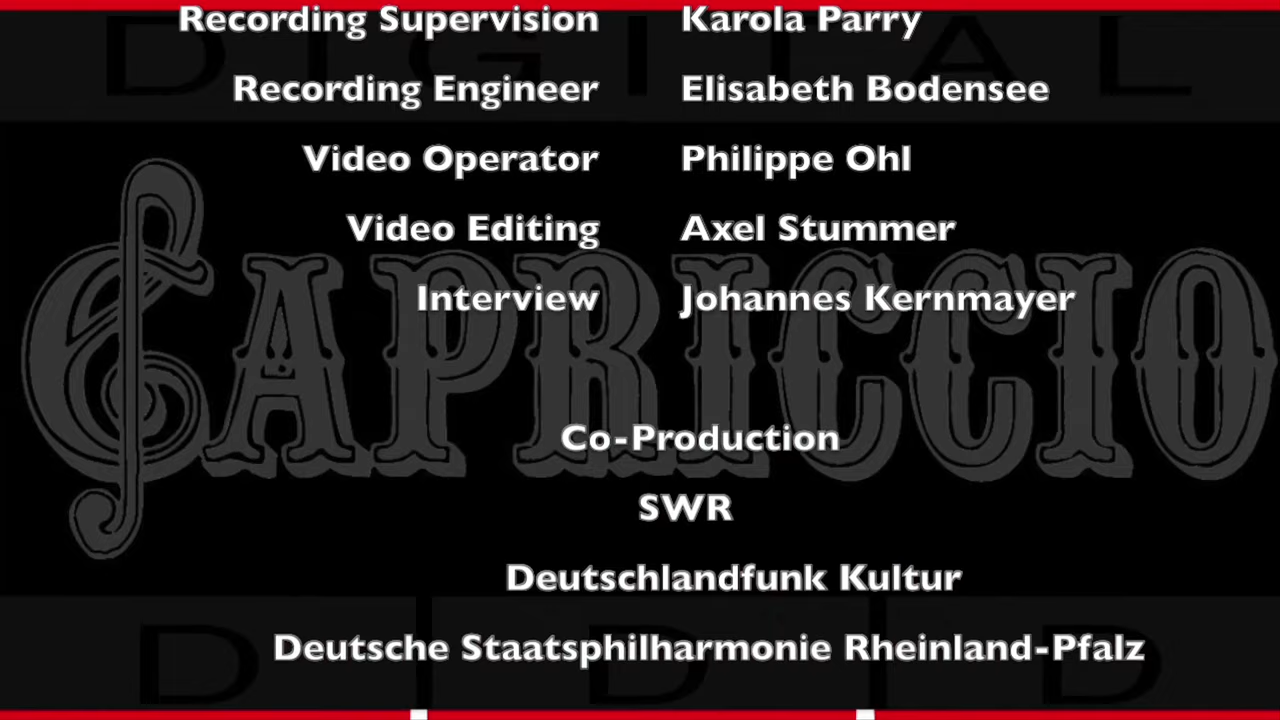 DIGITAL
Recording Supervision Karola Parry
Recording Engineer Elisabeth Bodensee
Video Operator Philippe Ohl
Video Editing Axel Stummer
Interview Johannes Kernmayer
CAPRICCIO
Co-Production
SWR
Deutschlandfunk Kultur
Deutsche Staatsphilharmonie Rheinland-Pfalz
D D D